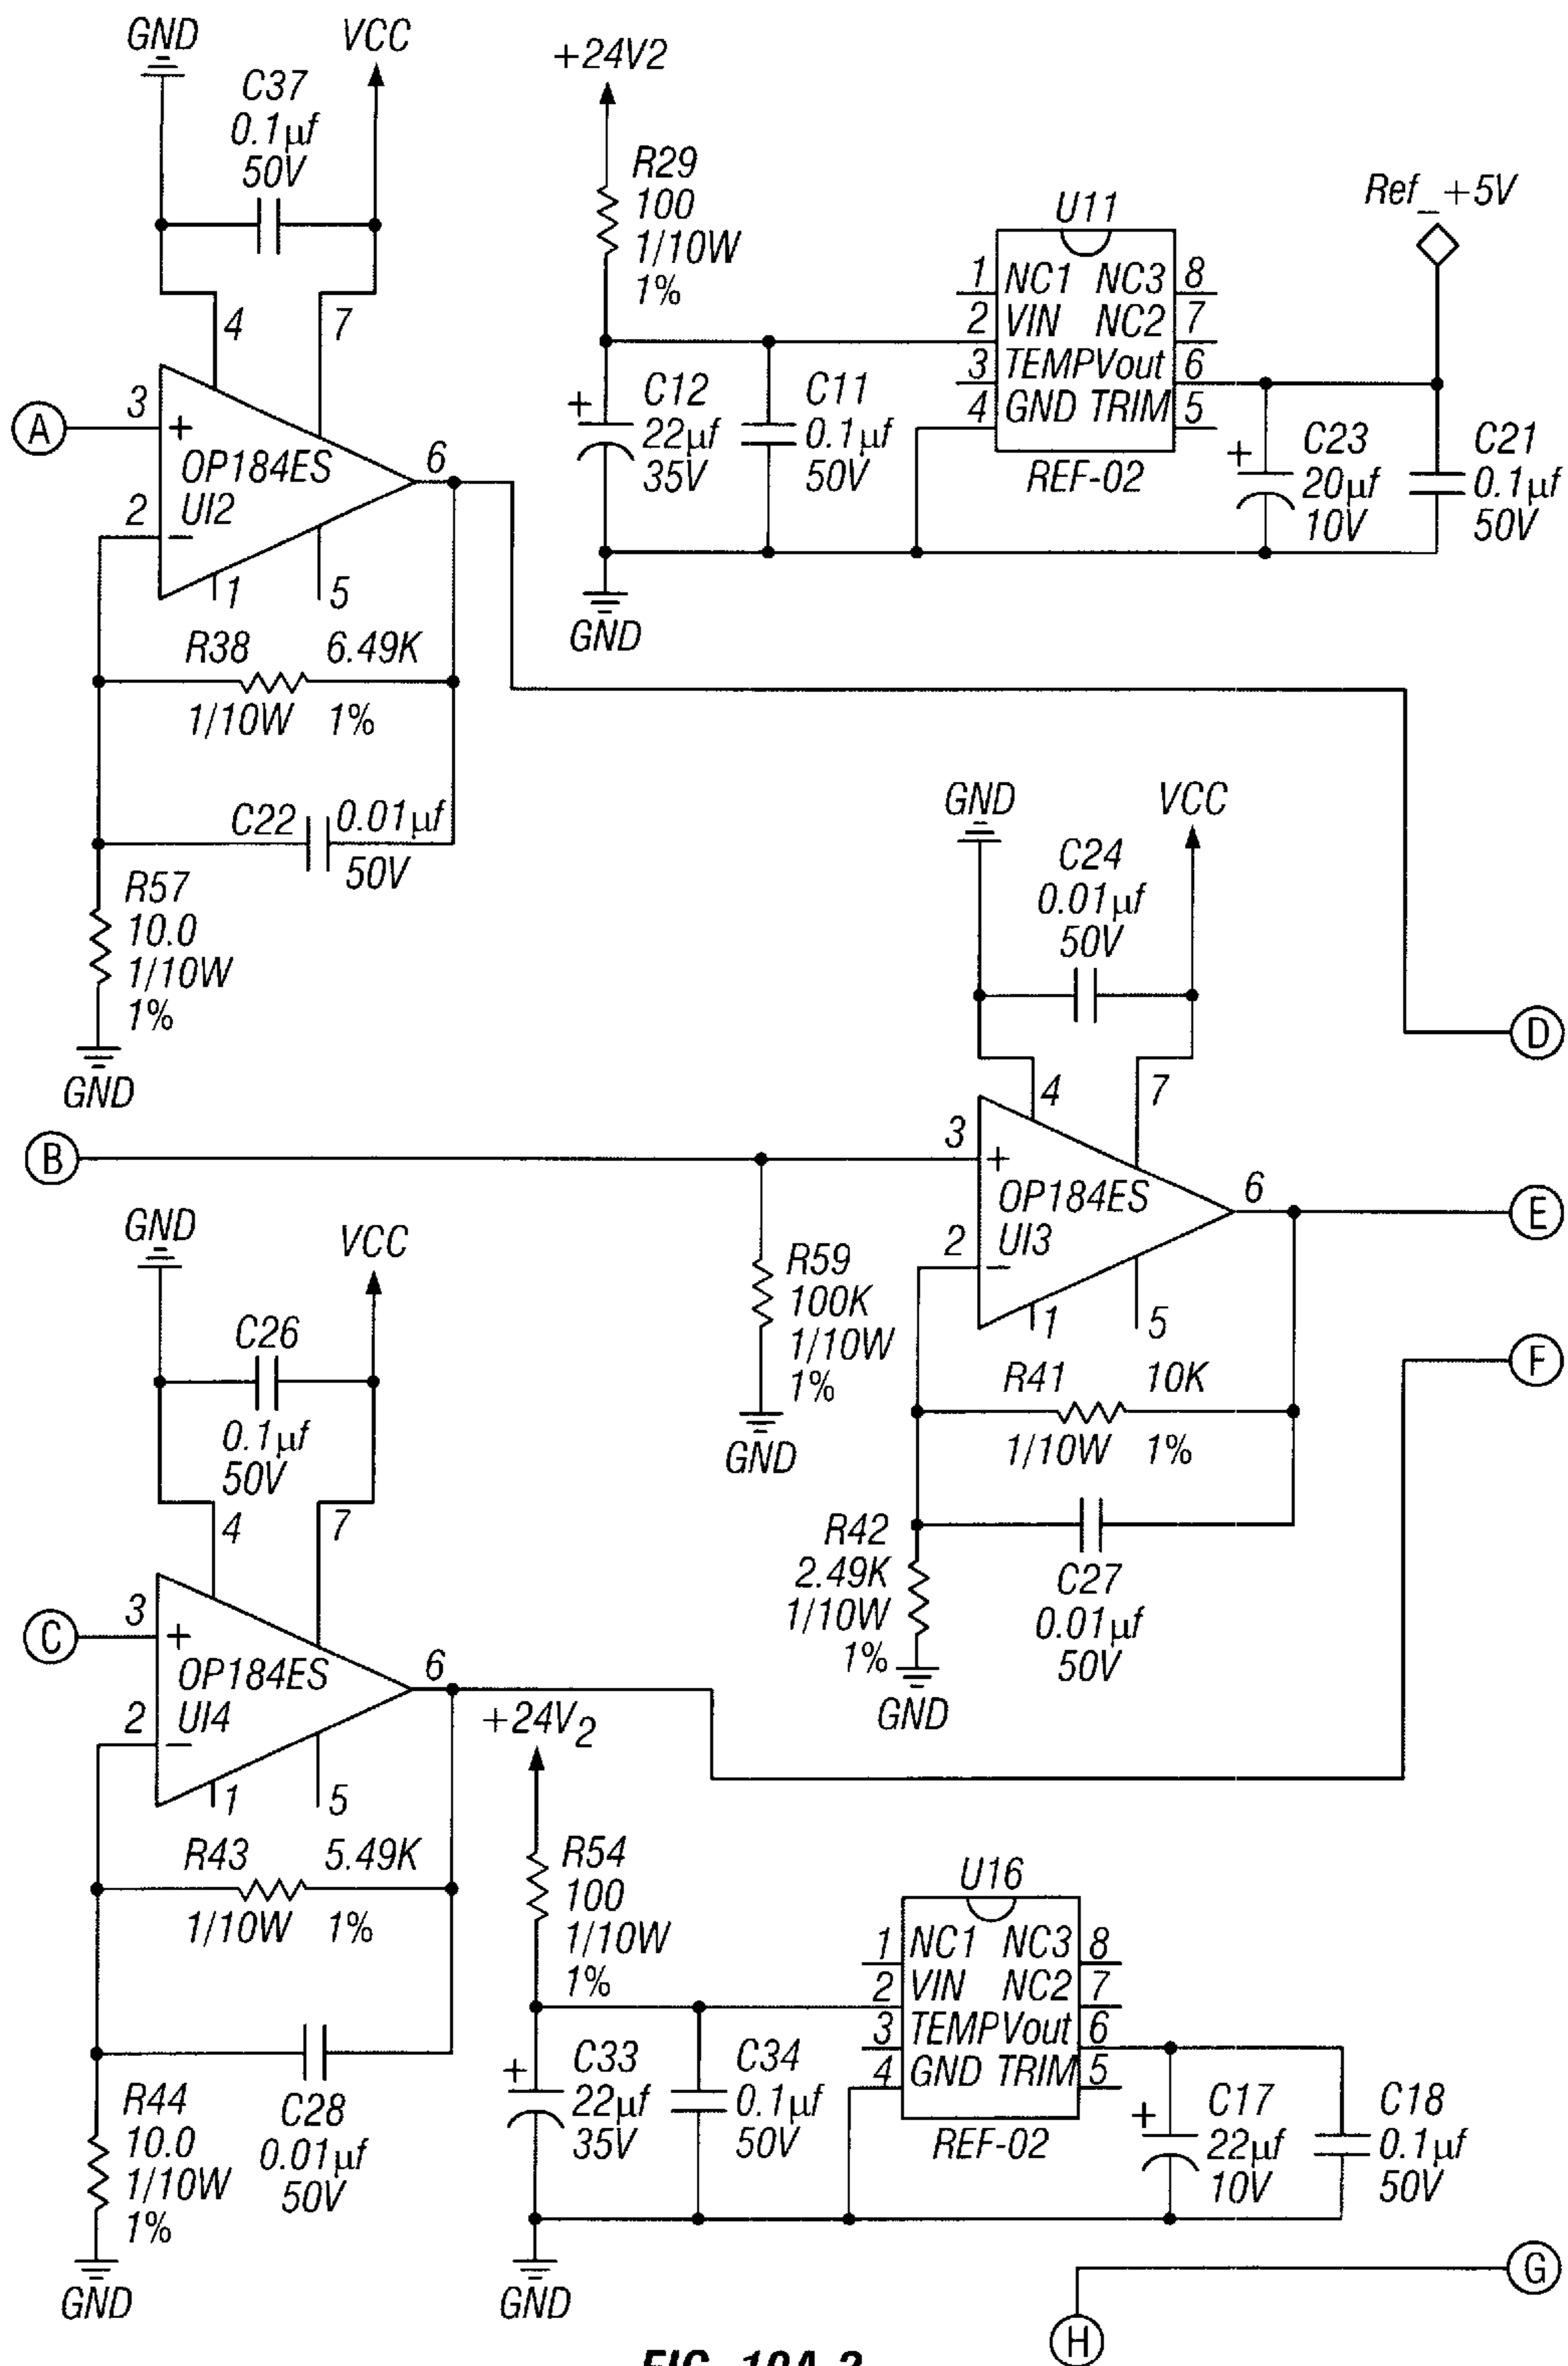 GND
VCC
C37
0.1µf
50V
4
7
A
3
+
OP184ES
UI2
2
–
6
1
5
R38
6.49K
1/10W
1%
C22
0.01µf
50V
R57
10.0
1/10W
1%
GND
+24V2
R29
100
1/10W
1%
+
C12
22µf
35V
C11
0.1µf
50V
GND
U11
1
NC1
NC3
8
2
VIN
NC2
7
3
TEMP
Vout
6
4
GND
TRIM
5
REF-02
Ref_+5V
+
C23
20µf
10V
C21
0.1µf
50V
D
B
R59
100K
1/10W
1%
GND
GND
VCC
C24
0.01µf
50V
4
7
3
+
OP184ES
UI3
2
–
6
1
5
E
R41
10K
1/10W
1%
C27
0.01µf
50V
R42
2.49K
1/10W
1%
GND
F
GND
VCC
C26
0.1µf
50V
4
7
C
3
+
OP184ES
UI4
2
–
6
1
5
R43
5.49K
1/10W
1%
C28
0.01µf
50V
R44
10.0
1/10W
1%
GND
+24V2
R54
100
1/10W
1%
+
C33
22µf
35V
C34
0.1µf
50V
GND
U16
1
NC1
NC3
8
2
VIN
NC2
7
3
TEMP
Vout
6
4
GND
TRIM
5
REF-02
+
C17
22µf
10V
C18
0.1µf
50V
G
H